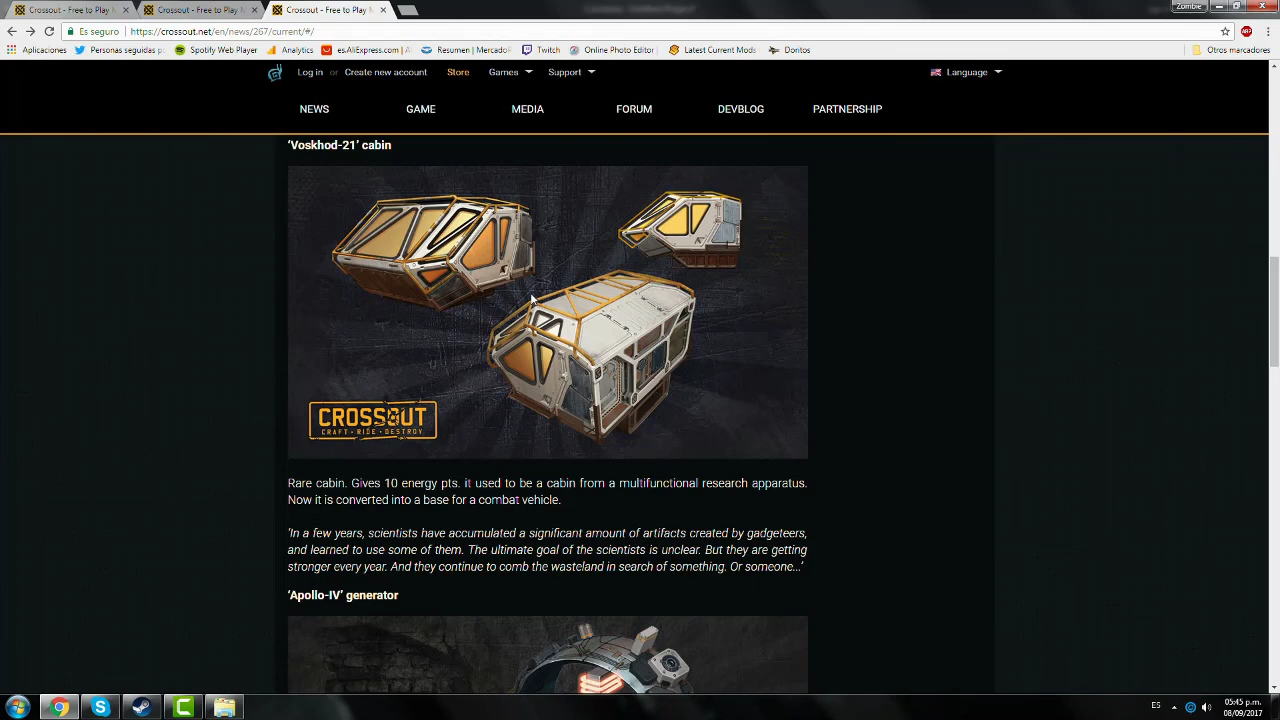 Crossout - Free to Play M
Crossout - Free to Play M
Crossout - Free to Play M
Zombie
Es seguro
https://crossout.net/en/news/267/current/#/
Aplicaciones
Personas seguidas p
Spotify Web Player
Analytics
es.AliExpress.com
Resumen | Mercado
Twitch
Online Photo Editor
Latest Current Mods
Doritos
Otros marcadores
Log in or Create new account
Store
Games
Support
Language
NEWS
GAME
MEDIA
FORUM
DEVBLOG
PARTNERSHIP
‘Voskhod-21’ cabin
CROSSOUT
CRAFT • RIDE • DESTROY
Rare cabin. Gives 10 energy pts. it used to be a cabin from a multifunctional research apparatus.
Now it is converted into a base for a combat vehicle.
‘In a few years, scientists have accumulated a significant amount of artifacts created by gadgeteers,
and learned to use some of them. The ultimate goal of the scientists is unclear. But they are getting
stronger every year. And they continue to comb the wasteland in search of something. Or someone...’
‘Apollo-IV’ generator
ES
05:45 p.m.
08/09/2017